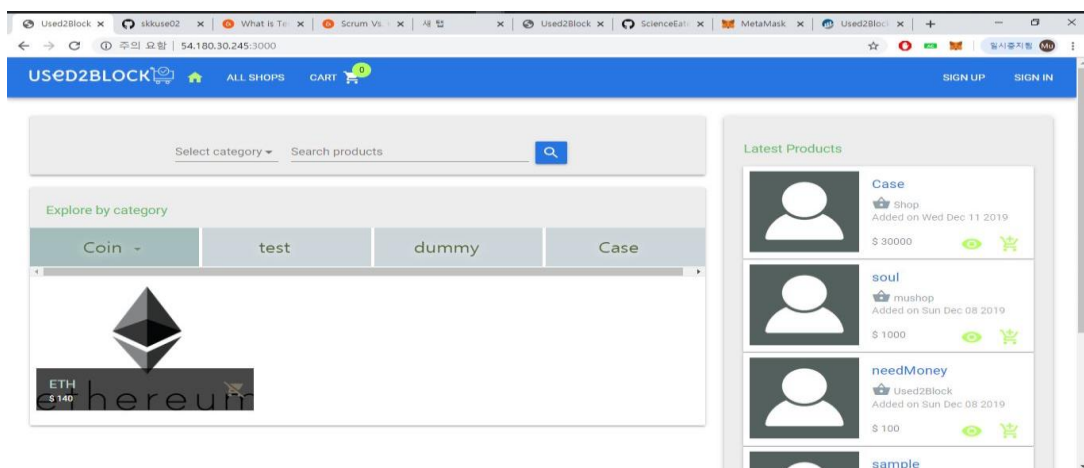 Used2Block
skkuse02
What is Te
Scrum Vs.
새 탭
Used2Block
ScienceEat
MetaMask
Used2Bloc
주의 요함 | 54.180.30.245:3000
일시중지됨 Mu
USeD2BLOCK
ALL SHOPS
CART
0
SIGN UP
SIGN IN
Select category
Search products
Explore by category
Coin
test
dummy
Case
ethereum
ETH
$ 140
Latest Products
Case
Shop
Added on Wed Dec 11 2019
$ 30000
soul
mushop
Added on Sun Dec 08 2019
$ 1000
needMoney
Used2Block
Added on Sun Dec 08 2019
$ 100
sample